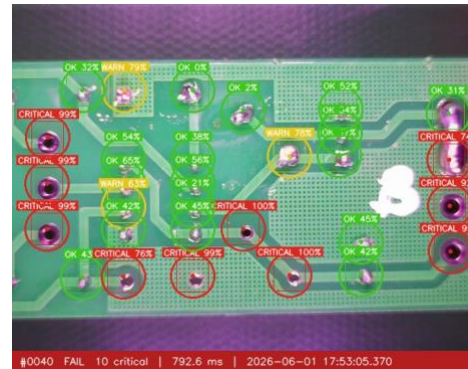 OK 32%
WARN 79%
OK 0%
OK 2%
OK 52%
OK 31%
CRITICAL 99%
OK 54%
OK 38%
WARN 78%
CRITICAL 99%
OK 65%
OK 56%
WARN 63%
OK 21%
CRITICAL 99%
OK 42%
OK 45%
CRITICAL 100%
OK 45%
OK 43
CRITICAL 76%
CRITICAL 99%
CRITICAL 100%
OK 42%
#0040 FAIL 10 critical | 792.6 ms | 2026-06-01 17:53:05.370